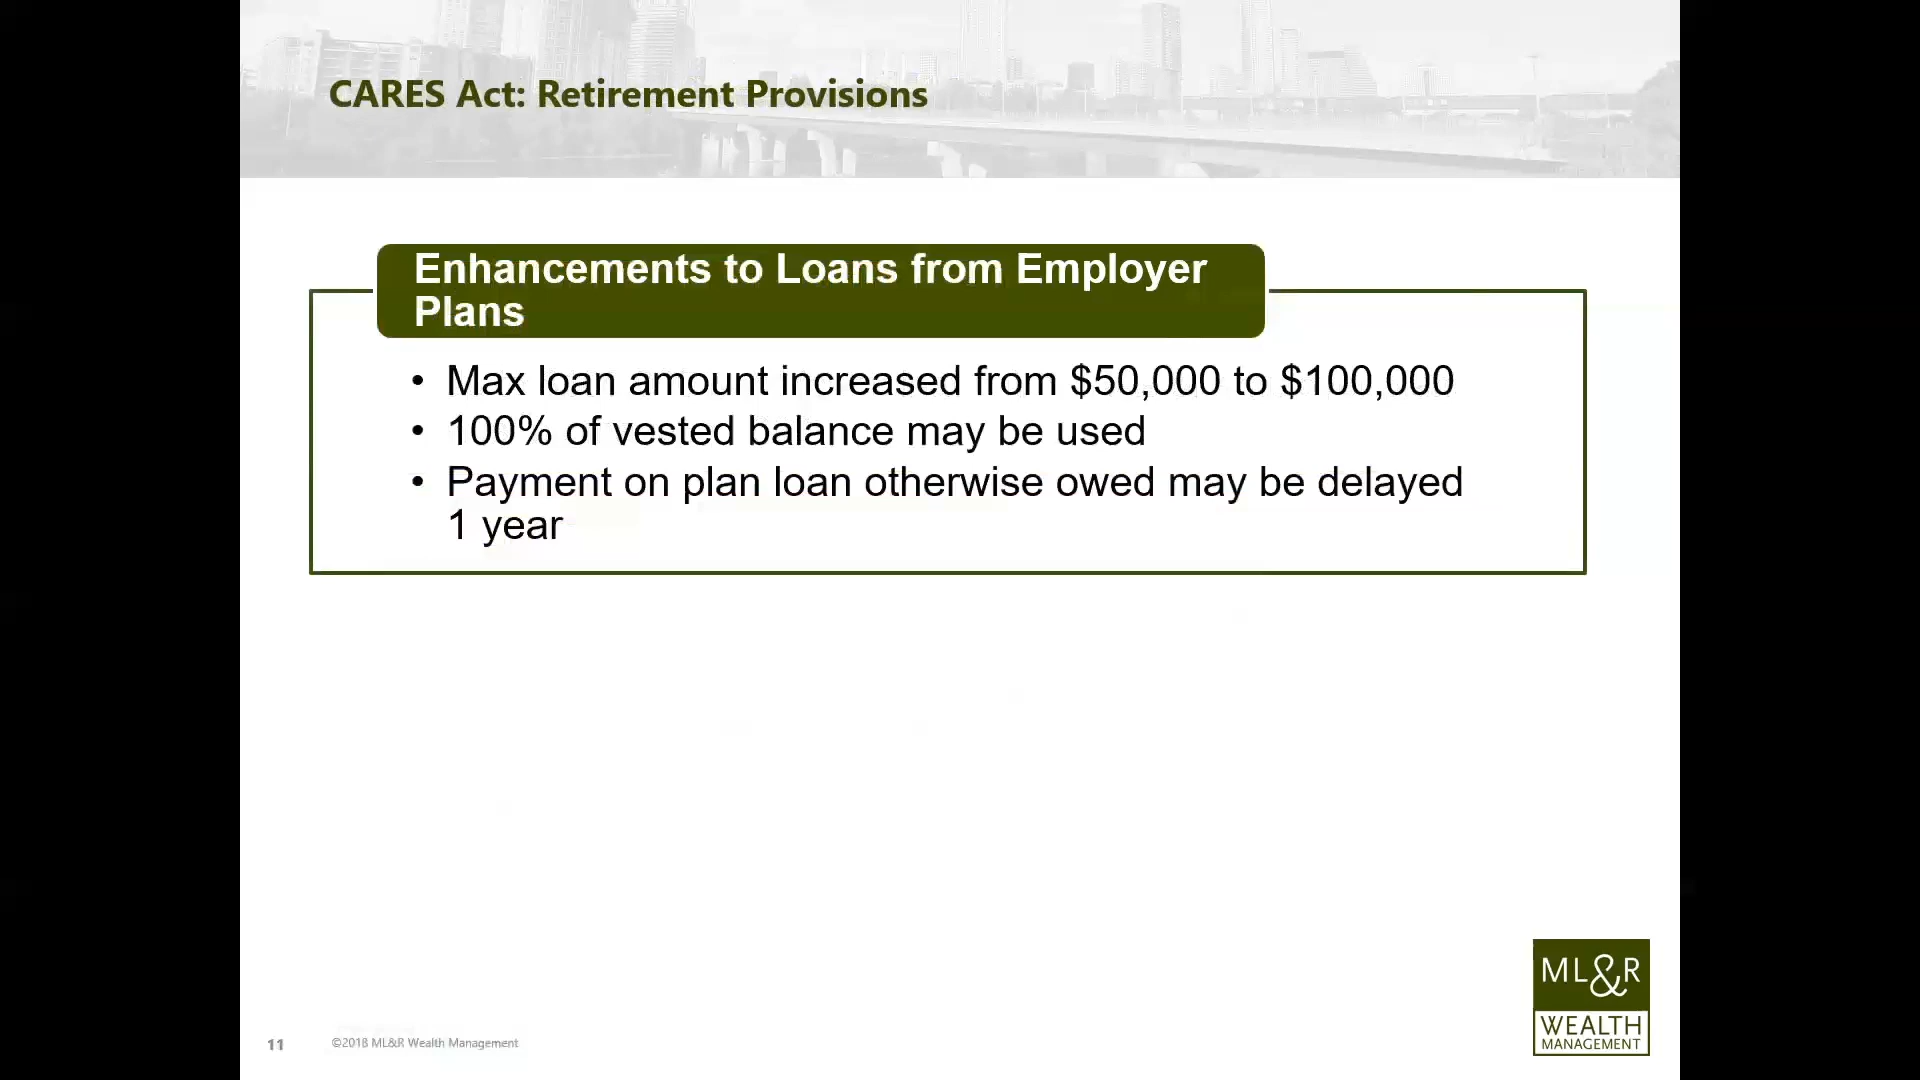 CARES Act: Retirement Provisions
Enhancements to Loans from Employer
Plans
• Max loan amount increased from $50,000 to $100,000
• 100% of vested balance may be used
• Payment on plan loan otherwise owed may be delayed
1 year
ML&R
WEALTH
MANAGEMENT
11 ©2018 ML&R Wealth Management